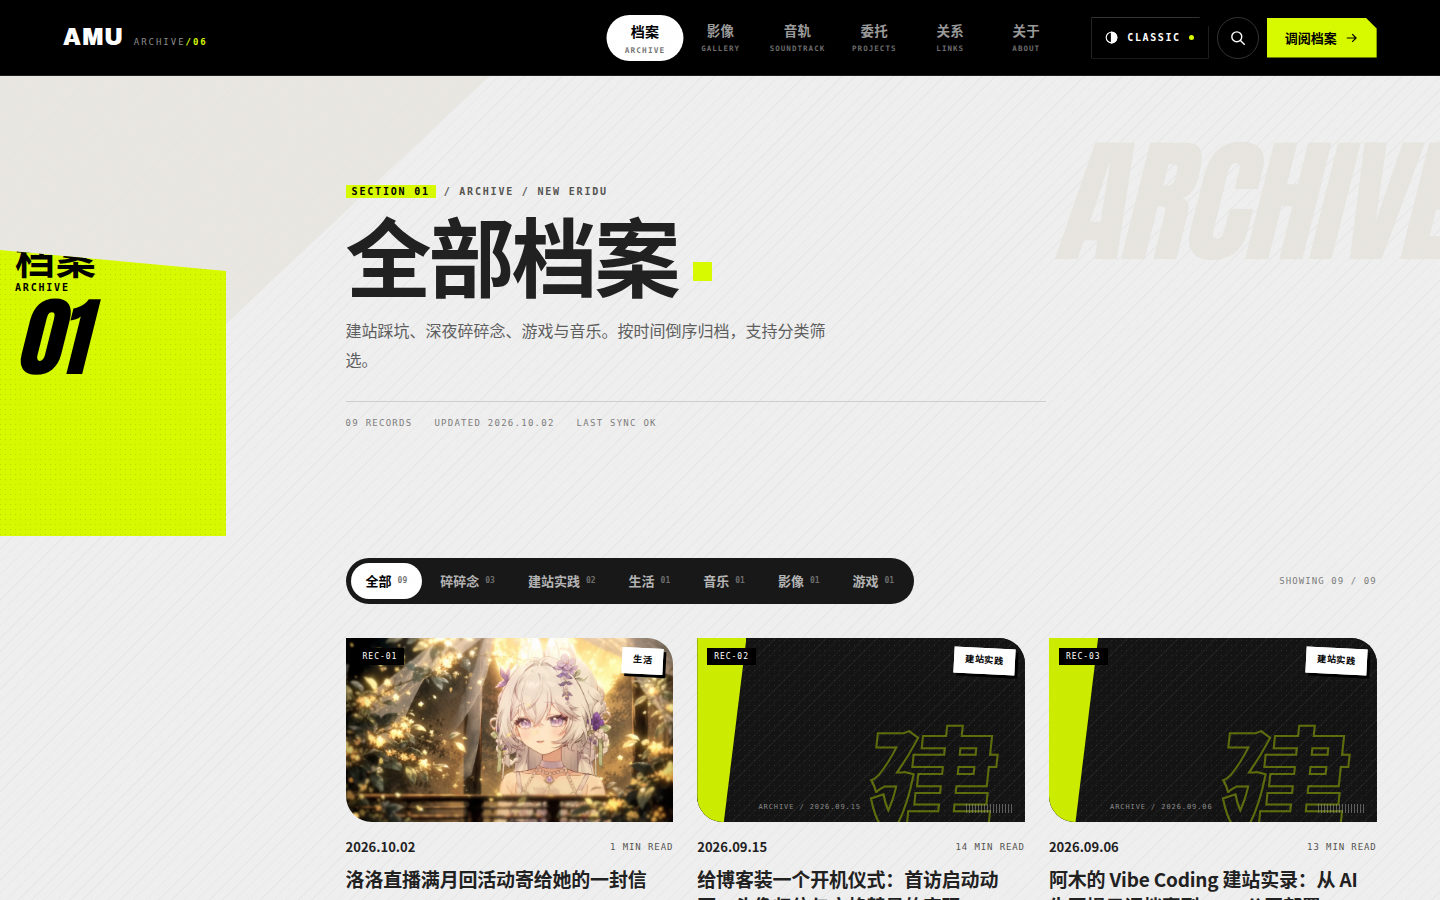 AMU ARCHIVE/06
档案 影像 音轨 委托 关系 关于
ARCHIVE GALLERY SOUNDTRACK PROJECTS LINKS ABOUT
CLASSIC
调阅档案 →
ARCHIVE
SECTION 01 / ARCHIVE / NEW ERIDU
全部档案
档案
ARCHIVE
01
建站踩坑、深夜碎碎念、游戏与音乐。按时间倒序归档，支持分类筛
选。
09 RECORDS UPDATED 2026.10.02 LAST SYNC OK
全部 09 碎碎念 03 建站实践 02 生活 01 音乐 01 影像 01 游戏 01
SHOWING 09 / 09
REC-01 生活
REC-02 建站实践
建
ARCHIVE / 2026.09.15
REC-03 建站实践
建
ARCHIVE / 2026.09.06
2026.10.02 1 MIN READ
洛洛直播满月回活动寄给她的一封信
2026.09.15 14 MIN READ
给博客装一个开机仪式：首访启动动
2026.09.06 13 MIN READ
阿木的 Vibe Coding 建站实录：从 AI